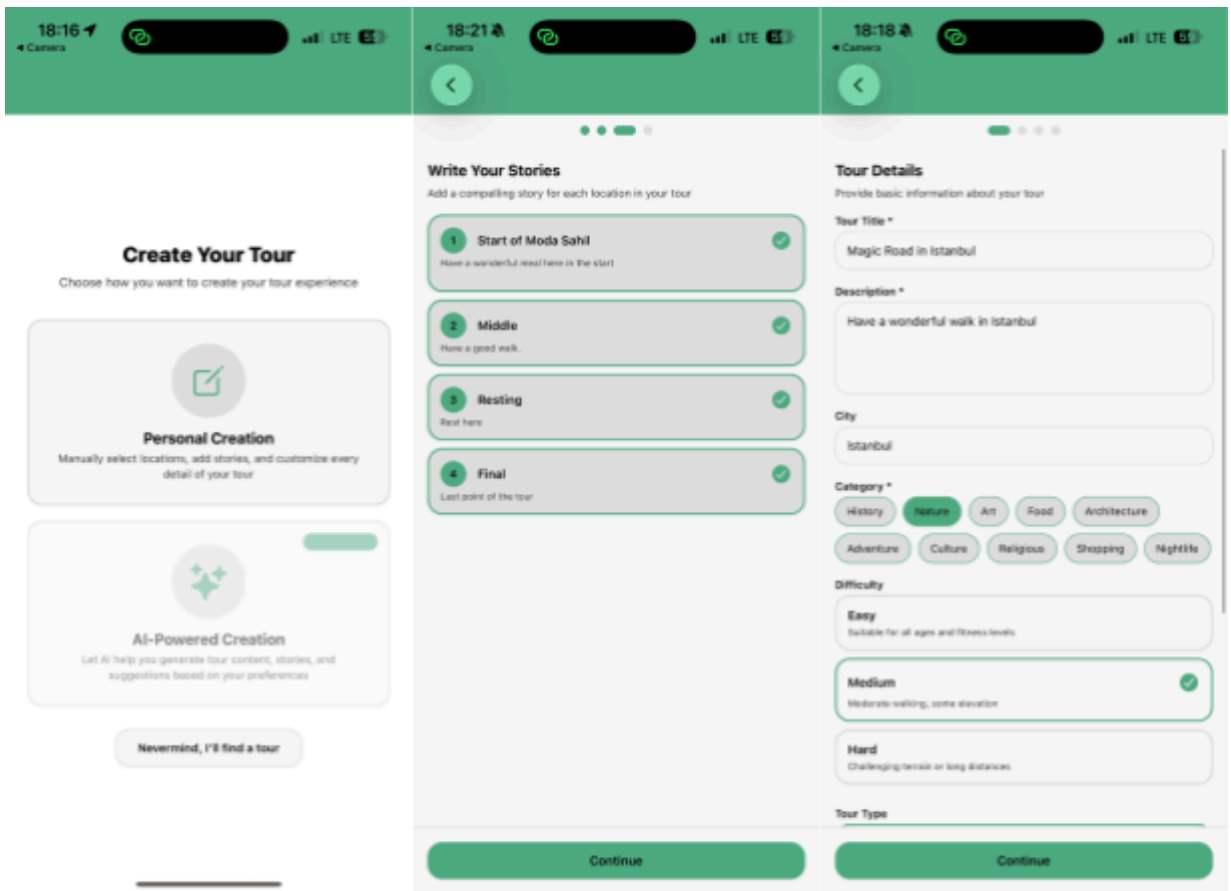 18:16
Camera
LTE
Create Your Tour
Choose how you want to create your tour experience
Personal Creation
Manually select locations, add stories, and customize every
detail of your tour
AI-Powered Creation
Let AI help you generate tour content, stories, and
suggestions based on your preferences
Nevermind, I'll find a tour
18:21
Camera
LTE
Write Your Stories
Add a compelling story for each location in your tour
1 Start of Moda Sahil
Have a wonderful meal here in the start
2 Middle
Have a good walk.
3 Resting
Rest here
4 Final
Last point of the tour
Continue
18:18
Camera
LTE
Tour Details
Provide basic information about your tour
Tour Title *
Magic Road in Istanbul
Description *
Have a wonderful walk in Istanbul
City
Istanbul
Category *
History Nature Art Food Architecture
Adventure Culture Religious Shopping Nightlife
Difficulty
Easy
Suitable for all ages and fitness levels
Medium
Moderate walking, some elevation
Hard
Challenging terrain or long distances
Tour Type
Continue